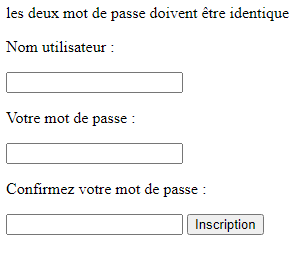 les deux mot de passe doivent être identique
Nom utilisateur :
Votre mot de passe :
Confirmez votre mot de passe :
Inscription